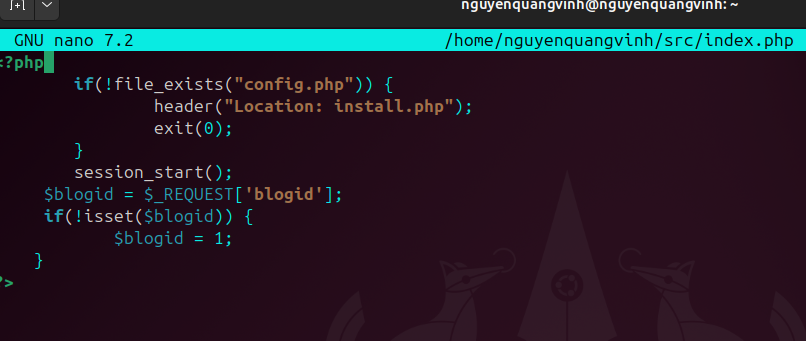 nguyenquangvinh@nguyenquangvinh: ~
GNU nano 7.2 /home/nguyenquangvinh/src/index.php
<?php
if(!file_exists("config.php")) {
header("Location: install.php");
exit(0);
}
session_start();
$blogid = $_REQUEST['blogid'];
if(!isset($blogid)) {
$blogid = 1;
}
?>